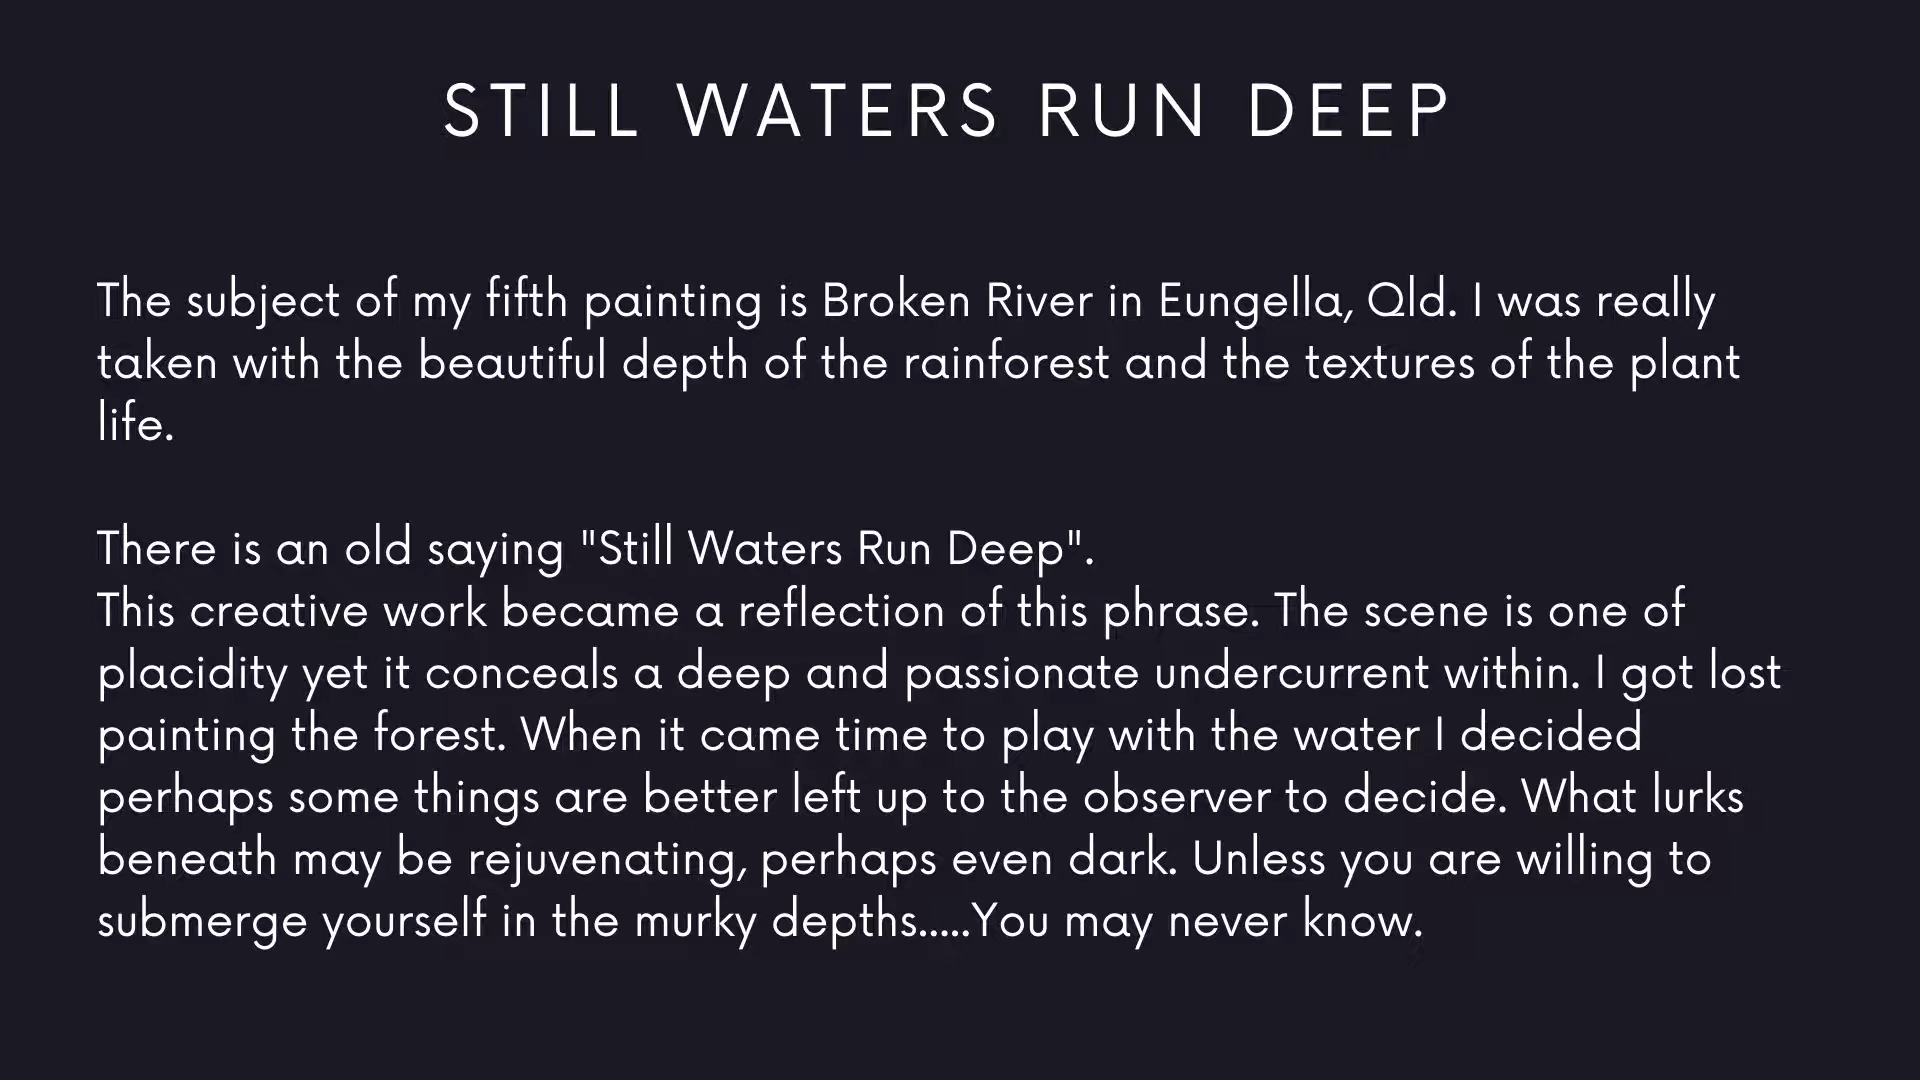 STILL WATERS RUN DEEP
The subject of my fifth painting is Broken River in Eungella, Qld. I was really
taken with the beautiful depth of the rainforest and the textures of the plant
life.
There is an old saying "Still Waters Run Deep".
This creative work became a reflection of this phrase. The scene is one of
placidity yet it conceals a deep and passionate undercurrent within. I got lost
painting the forest. When it came time to play with the water I decided
perhaps some things are better left up to the observer to decide. What lurks
beneath may be rejuvenating, perhaps even dark. Unless you are willing to
submerge yourself in the murky depths.....You may never know.